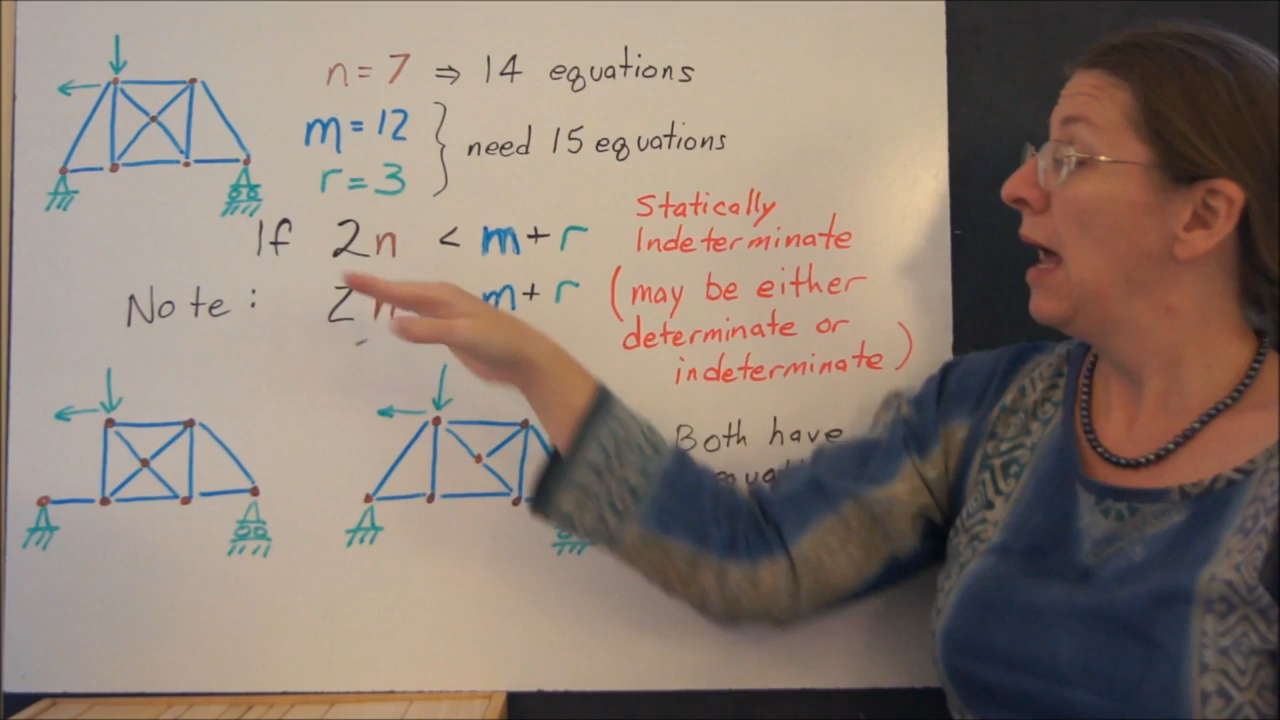 n = 7 ⇒ 14 equations
m = 12
r = 3
} need 15 equations
If 2n < m + r
Statically
Indeterminate
Note: 2n m + r
(may be either
determinate or
indeterminate)
Both have